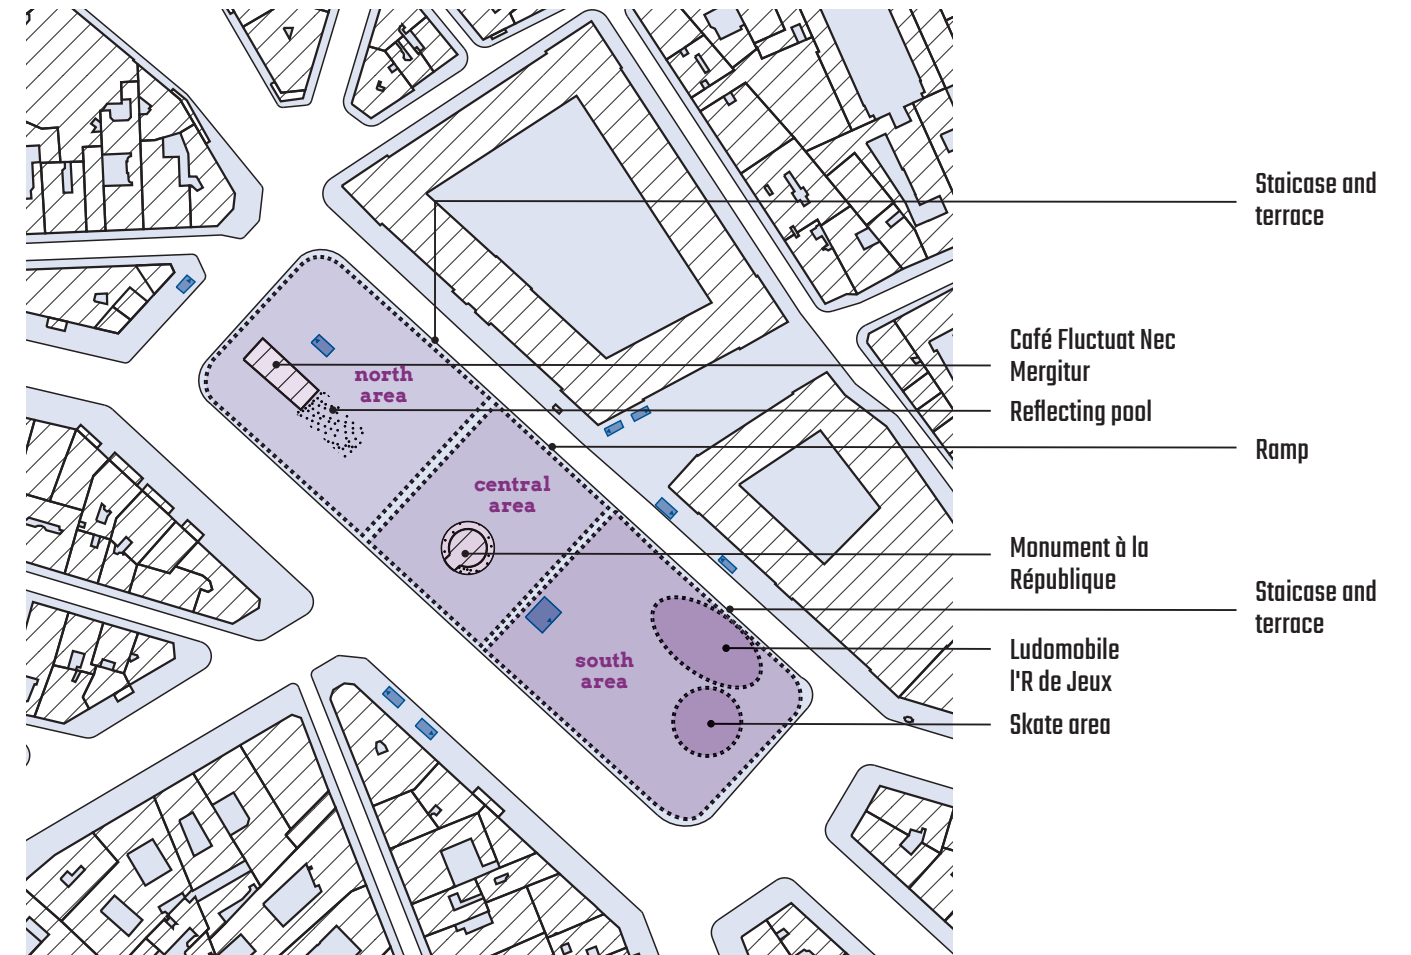 Staicase and
terrace
Café Fluctuat Nec
Mergitur
north
area
Reflecting pool
Ramp
central
area
Monument à la
République
Staicase and
terrace
Ludomobile
l'R de Jeux
south
area
Skate area